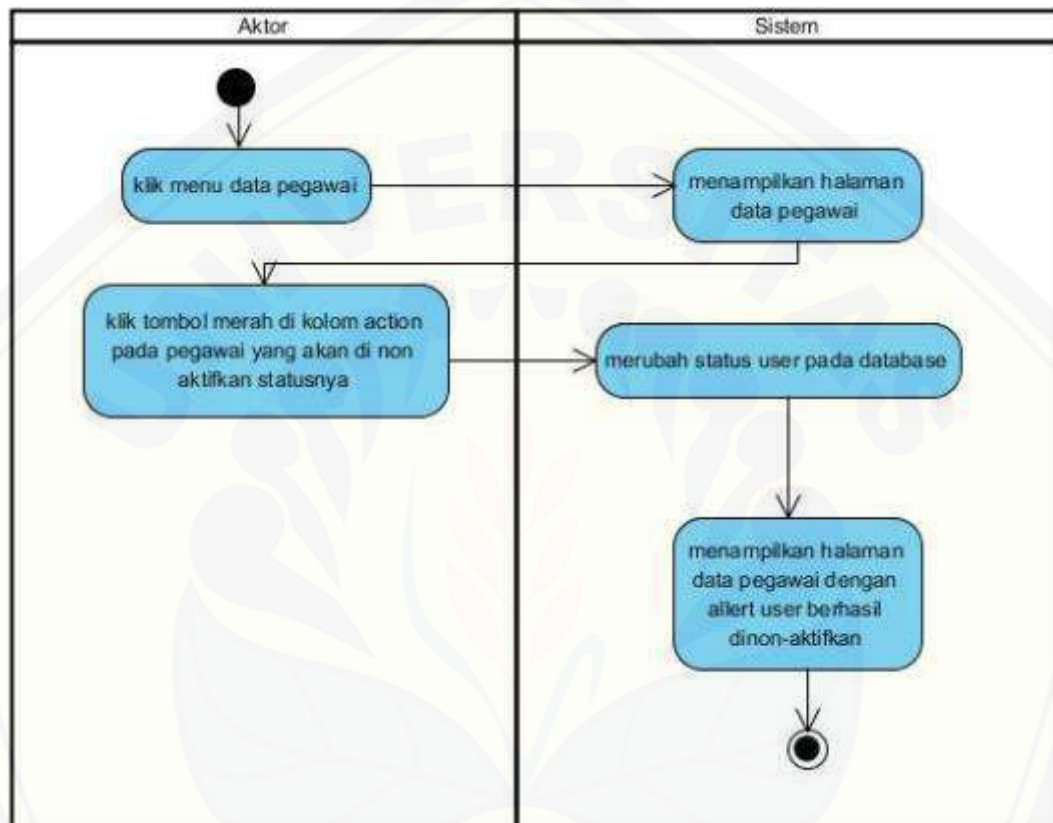 Aktor
Sistem
klik menu data pegawai
menampilkan halaman
data pegawai
klik tombol merah di kolom action
pada pegawai yang akan di non
aktifkan statusnya
merubah status user pada database
menampilkan halaman
data pegawai dengan
allert user berhasil
dinon-aktifkan
UNIVERSITAS